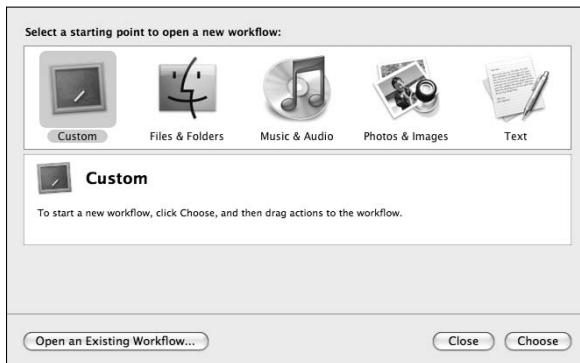 Select a starting point to open a new workflow:
Custom
Files & Folders
Music & Audio
Photos & Images
Text
Custom
To start a new workflow, click Choose, and then drag actions to the workflow.
Open an Existing Workflow...
Close
Choose